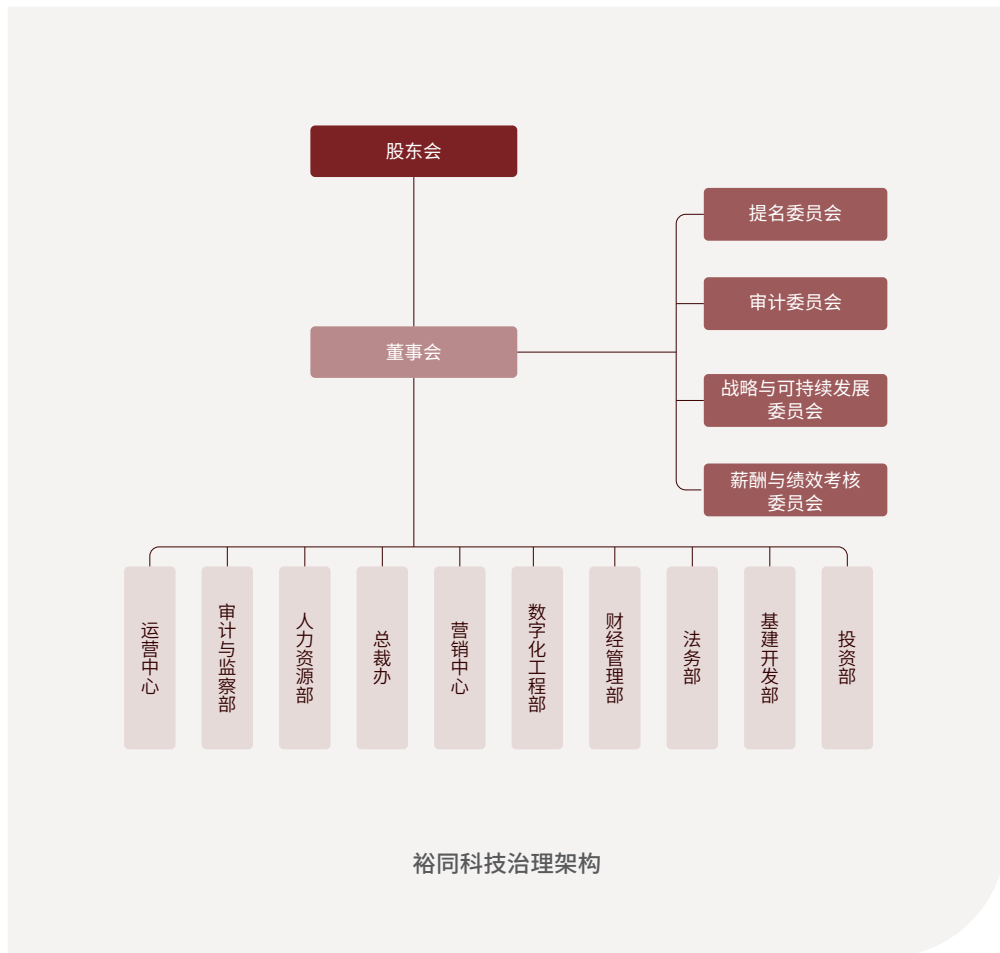 股东会
提名委员会
审计委员会
董事会
战略与可持续发展
委员会
薪酬与绩效考核
委员会
运营中心
审计与监察部
人力资源部
总裁办
营销中心
数字化工程部
财经管理部
法务部
基建开发部
投资部
裕同科技治理架构